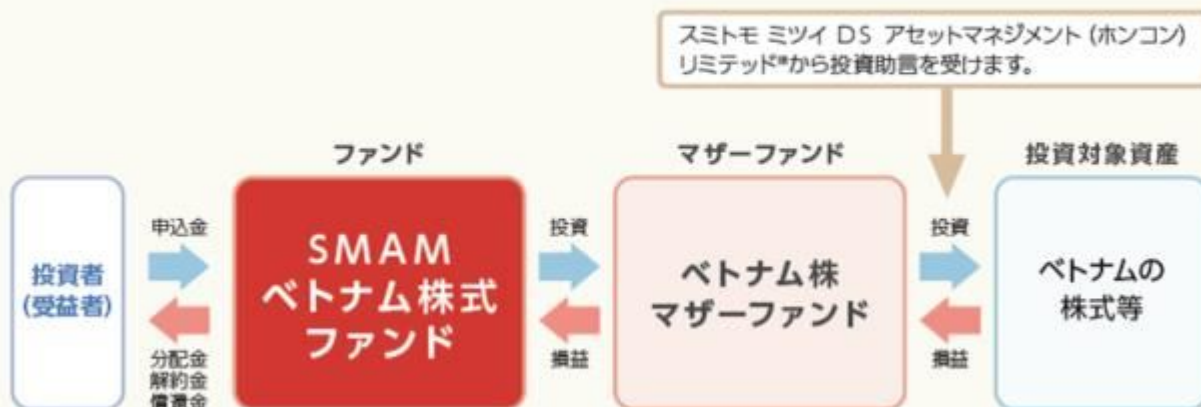 スミトモ ミツイ DS アセットマネジメント (ホンコン)
リミテッド※から投資助言を受けます。
ファンド
マザーファンド
投資対象資産
投資者
(受益者)
申込金
分配金
解約金
償還金
SMAM
ベトナム株式
ファンド
投資
損益
ベトナム株
マザーファンド
投資
損益
ベトナムの
株式等